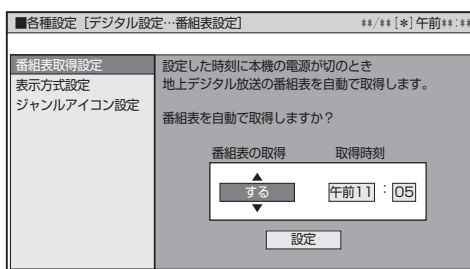 ■各種設定 [デジタル設定…番組表設定]　**/**[*]午前**:**
番組表取得設定
表示方式設定
ジャンルアイコン設定
設定した時刻に本機の電源が切のとき
地上デジタル放送の番組表を自動で取得します。
番組表を自動で取得しますか？
番組表の取得　取得時刻
▲
する　午前11 : 05
▼
設定